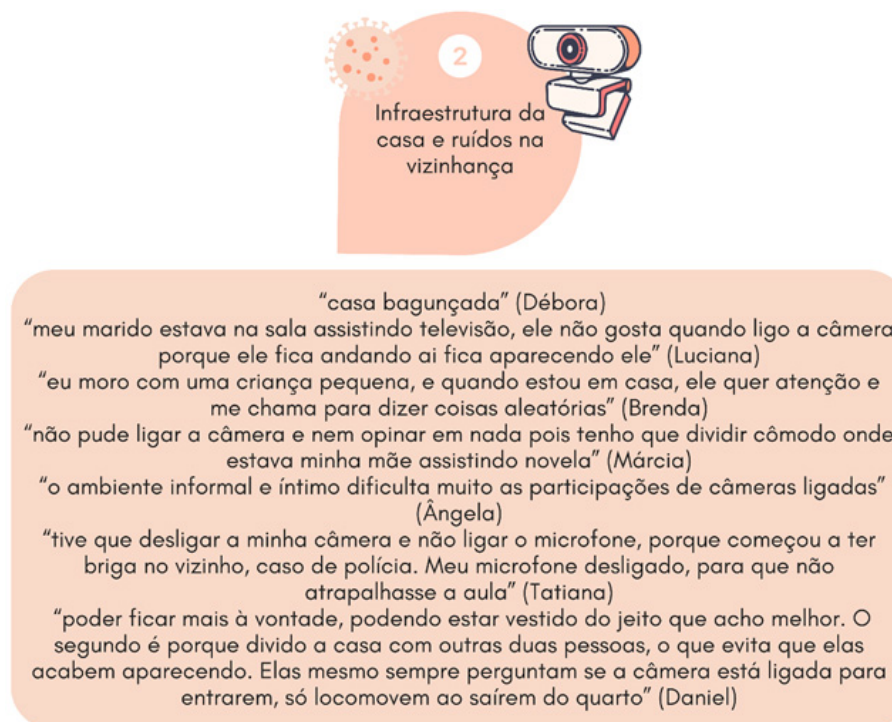 2
Infraestrutura da
casa e ruídos na
vizinhança
“casa bagunçada” (Débora)
“meu marido estava na sala assistindo televisão, ele não gosta quando ligo a câmera
porque ele fica andando ai fica aparecendo ele” (Luciana)
“eu moro com uma criança pequena, e quando estou em casa, ele quer atenção e
me chama para dizer coisas aleatórias” (Brenda)
“não pude ligar a câmera e nem opinar em nada pois tenho que dividir cômodo onde
estava minha mãe assistindo novela” (Márcia)
“o ambiente informal e íntimo dificulta muito as participações de câmeras ligadas”
(Ângela)
“tive que desligar a minha câmera e não ligar o microfone, porque começou a ter
briga no vizinho, caso de polícia. Meu microfone desligado, para que não
atrapalhasse a aula” (Tatiana)
“poder ficar mais à vontade, podendo estar vestido do jeito que acho melhor. O
segundo é porque divido a casa com outras duas pessoas, o que evita que elas
acabem aparecendo. Elas mesmo sempre perguntam se a câmera está ligada para
entrarem, só locomovem ao saírem do quarto” (Daniel)